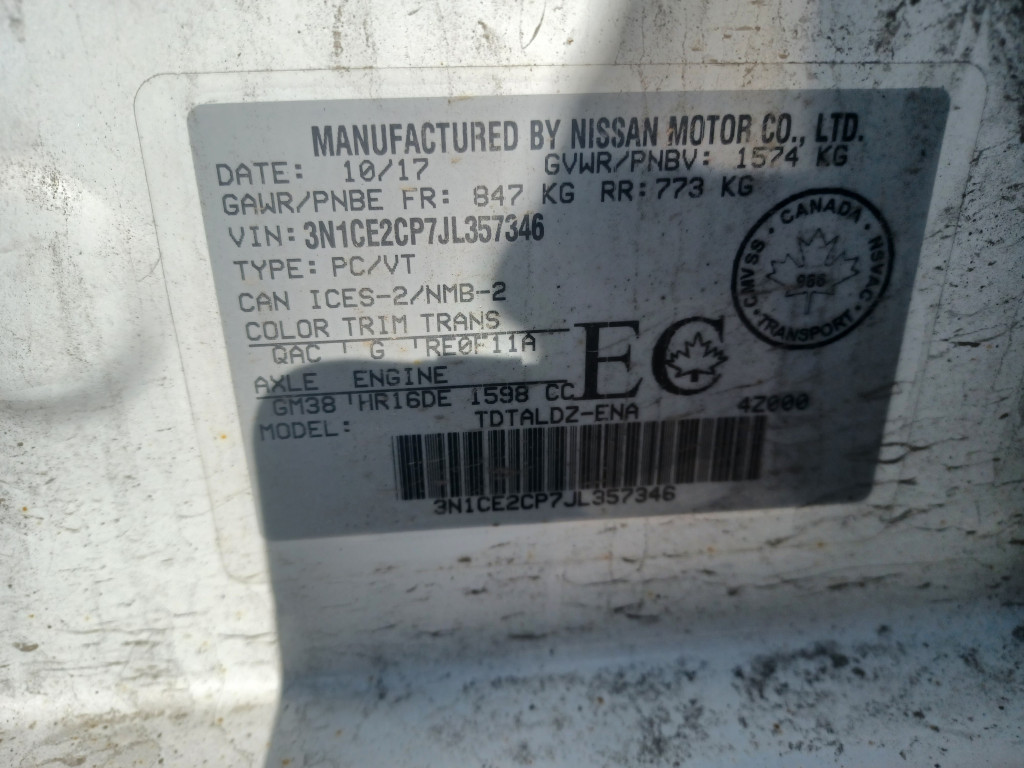 MANUFACTURED BY NISSAN MOTOR CO., LTD.
DATE: 10/17 GVWR/PNBV: 1574 KG
GAWR/PNBE FR: 847 KG RR: 773 KG
VIN: 3N1CE2CP7JL357346
TYPE: PC/VT
CAN ICES-2/NMB-2
COLOR TRIM TRANS
QAC G RE0F11A
AXLE ENGINE
GM38 HR16DE 1598 CC
MODEL: TDTALDZ-ENA 4Z000
3N1CE2CP7JL357346
EC
CANADA
CMVSS NSVAC
TRANSPORT